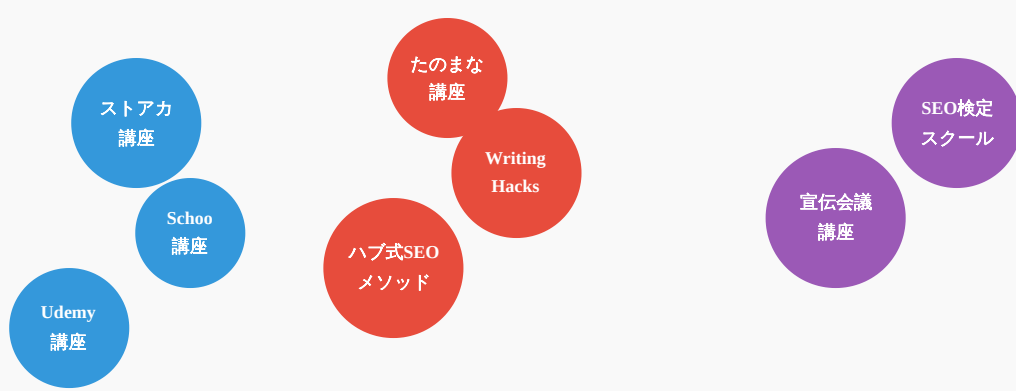 ストアカ
講座
Schoo
講座
Udemy
講座
たのまな
講座
Writing
Hacks
ハブ式SEO
メソッド
SEO検定
スクール
宣伝会議
講座